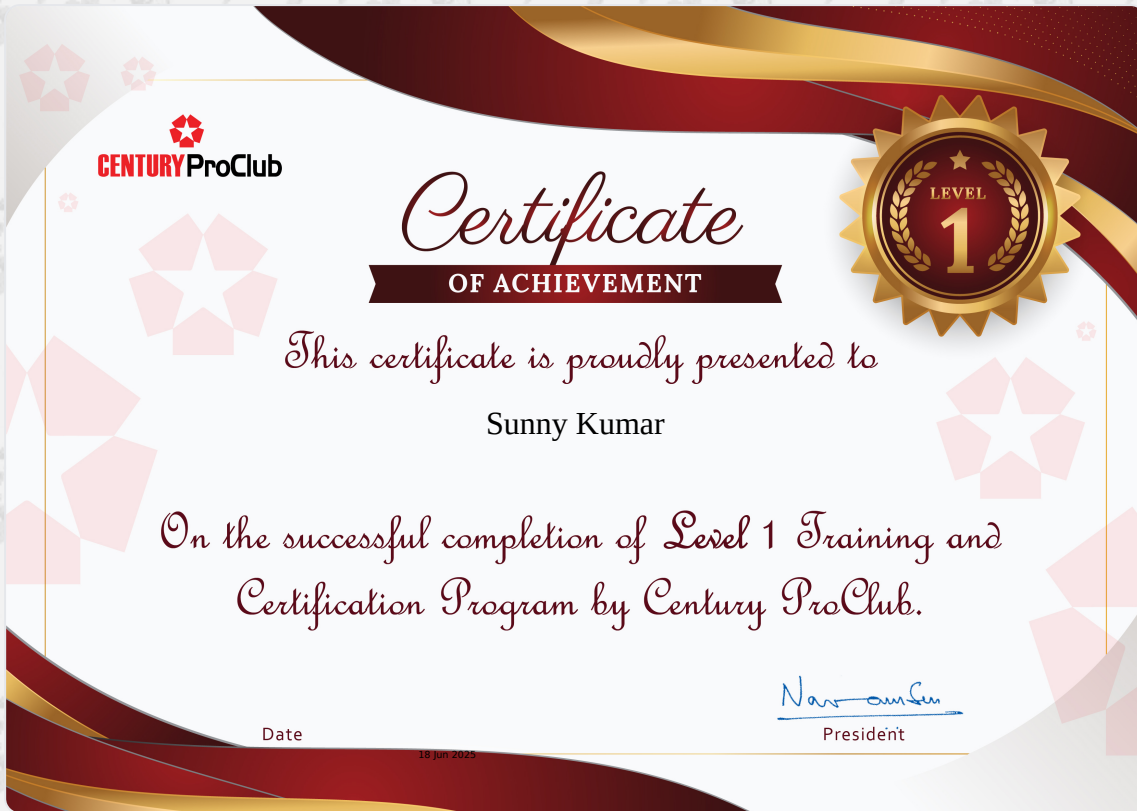 CENTURY ProClub
LEVEL
1
Certificate
OF ACHIEVEMENT
This certificate is proudly presented to
Sunny Kumar
On the successful completion of Level 1 Training and
Certification Program by Century ProClub.
Date
President
18 Jun 2025